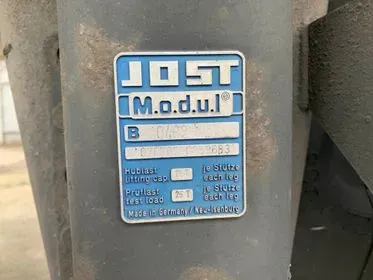 JOST
M.o.d.u.l ®
B
Hublast je Stütze
lifting cap. each leg
Prüflast je Stütze
test load each leg
Made in Germany / Neu-Isenburg